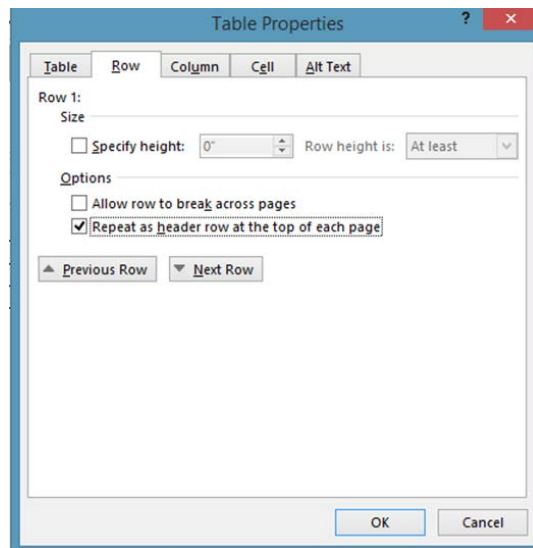 Table Properties ?
Table Row Column Cell Alt Text
Row 1:
Size
Specify height: 0" Row height is: At least
Options
Allow row to break across pages
Repeat as header row at the top of each page
Previous Row Next Row
OK Cancel